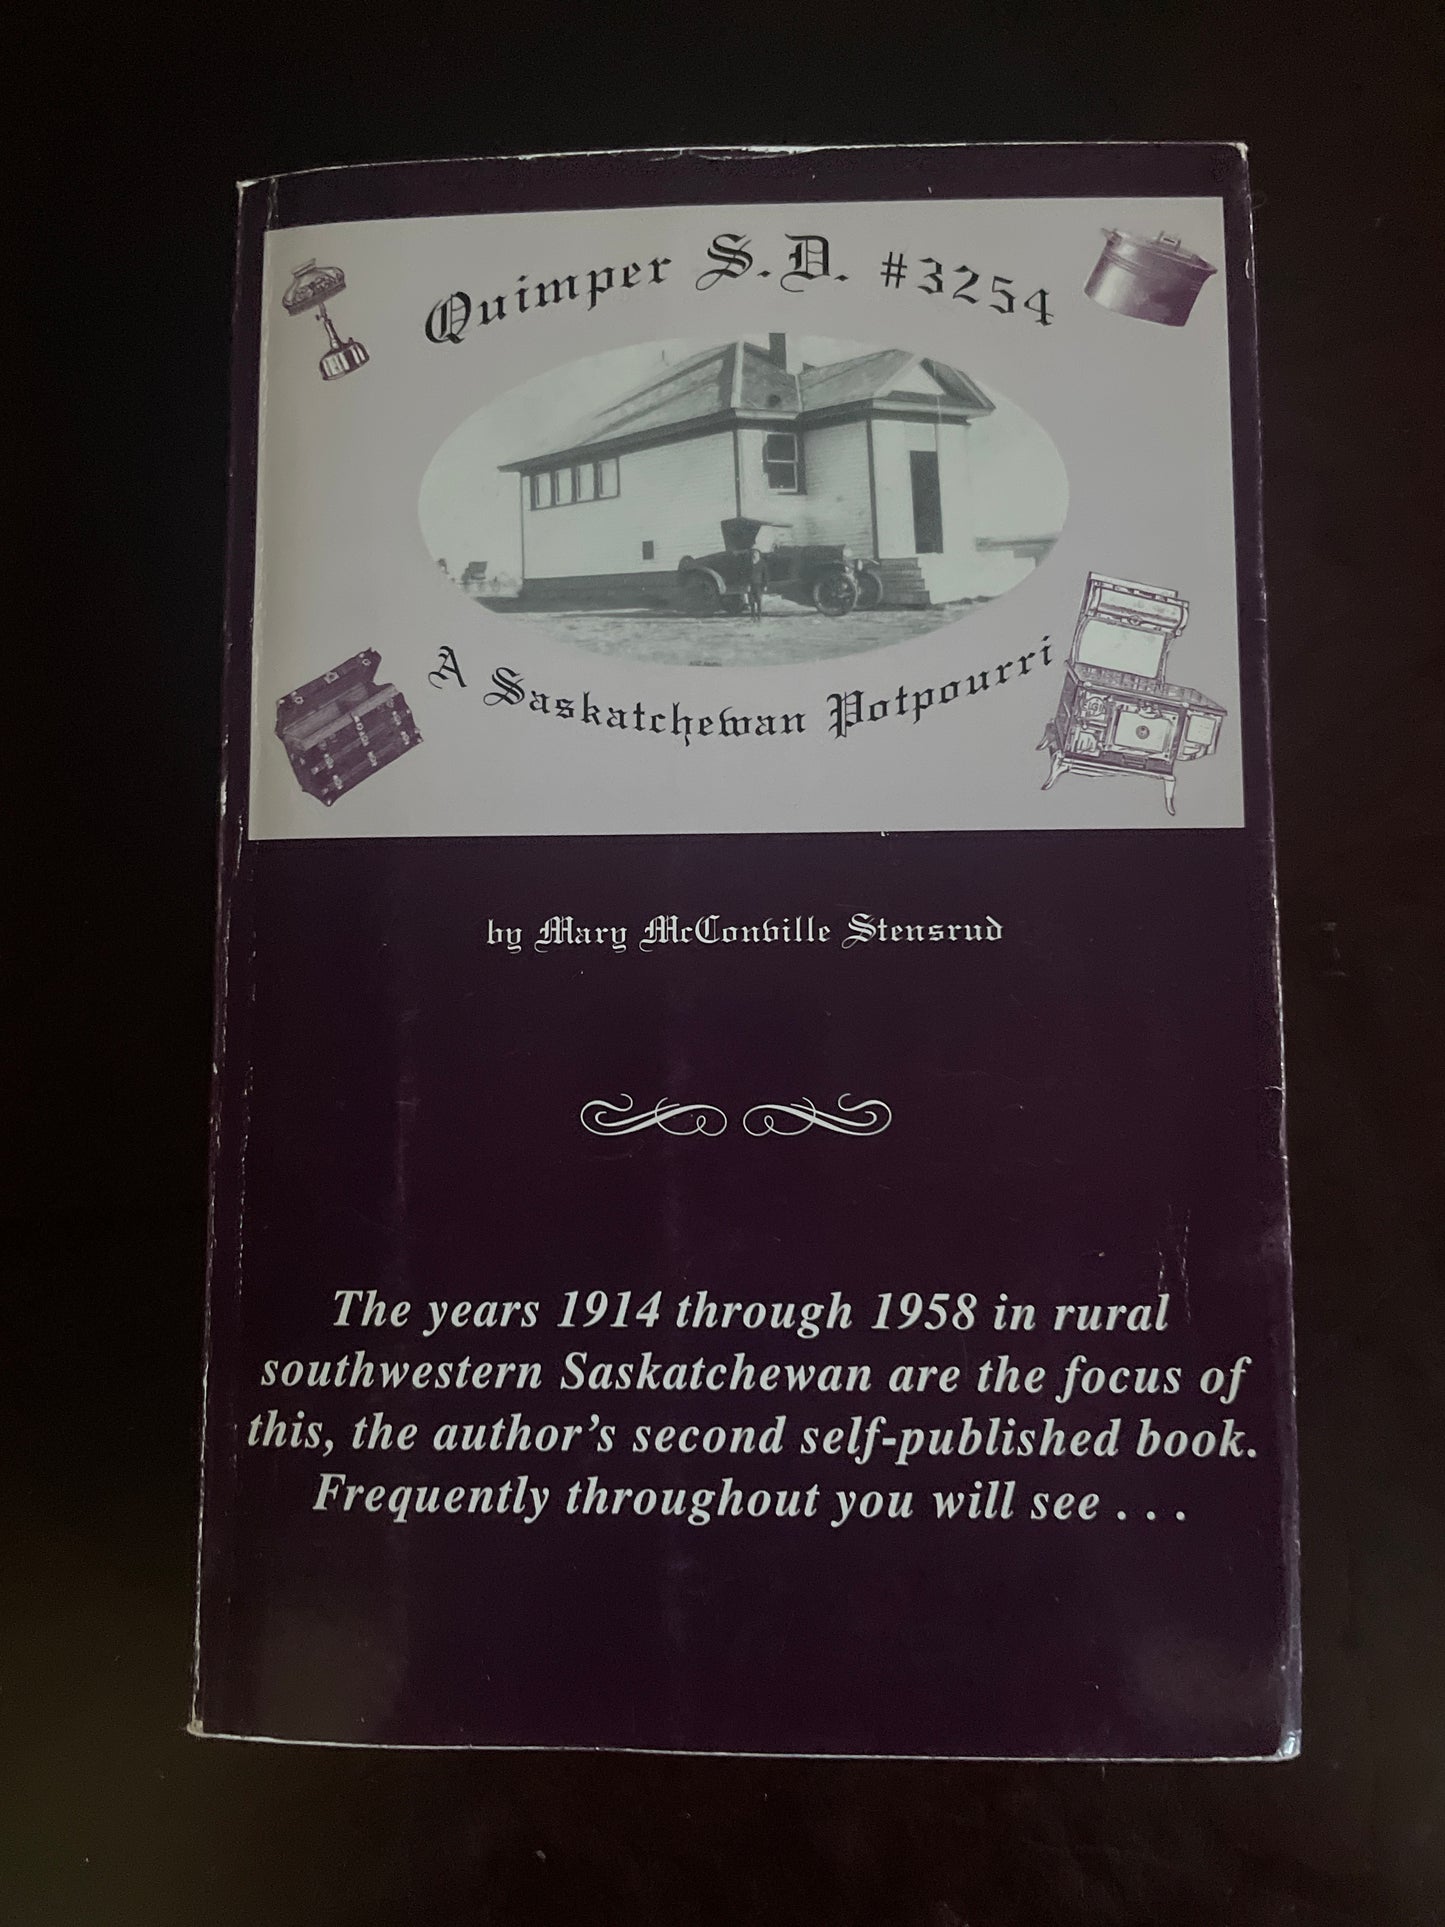 Quimper S.D. #3254
A Saskatchewan Potpourri
by Mary McConville Stensrud
The years 1914 through 1958 in rural
southwestern Saskatchewan are the focus of
this, the author's second self-published book.
Frequently throughout you will see . . .